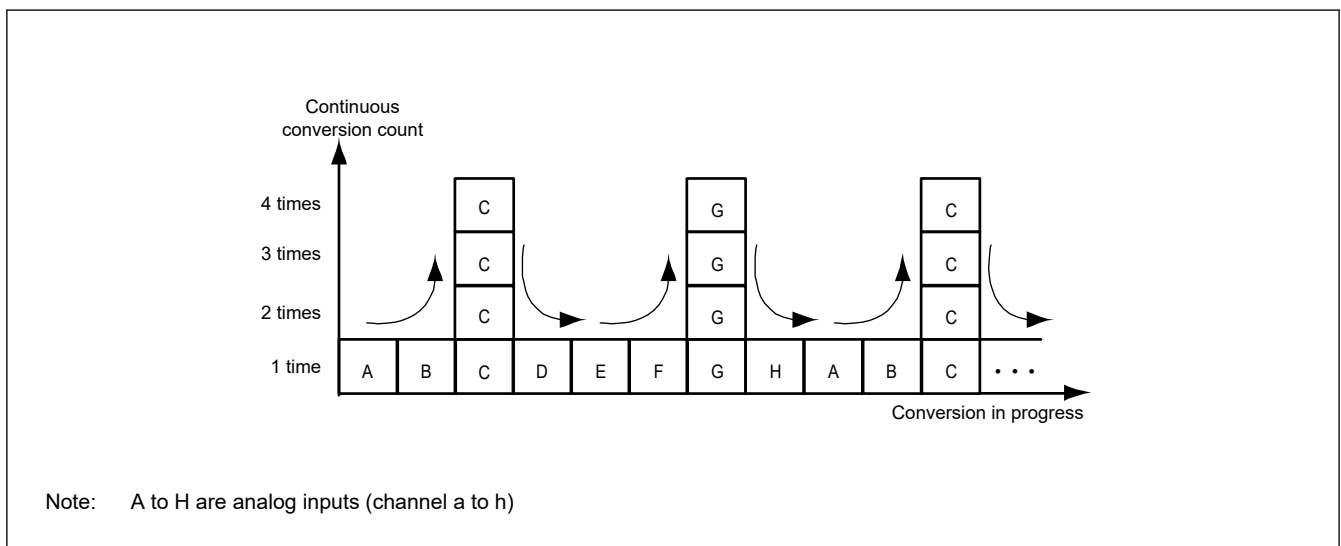 Continuous
conversion count
4 times
C
G
C
3 times
C
G
C
2 times
C
G
C
1 time
A
B
C
D
E
F
G
H
A
B
C
• • •
Conversion in progress
Note: A to H are analog inputs (channel a to h)